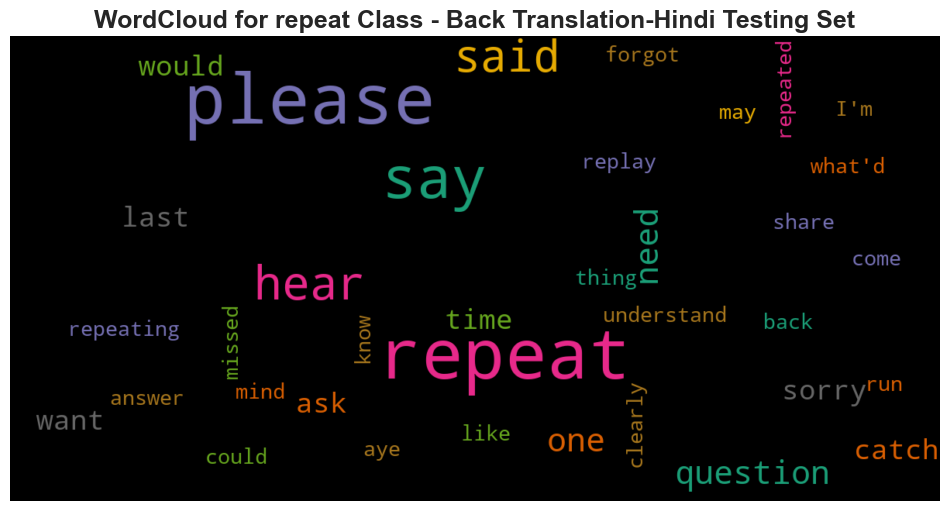 WordCloud for repeat Class - Back Translation-Hindi Testing Set
said
forgot
would
please
repeated
may
I'm
say
replay
what'd
last
need
share
come
hear
thing
time
understand
back
repeating
missed
know
repeat
answer
mind
ask
sorry
run
want
like
one
clearly
could
aye
catch
question